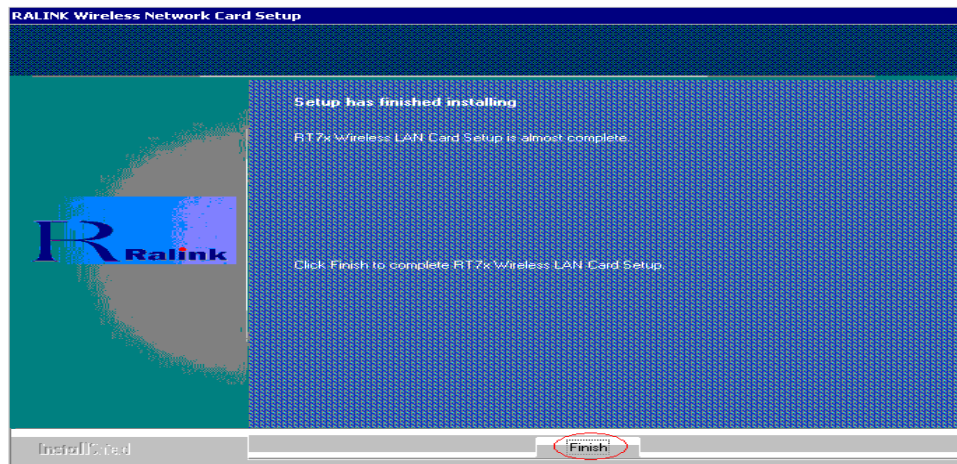 RALINK Wireless Network Card Setup
Setup has finished installing
RT7x Wireless LAN Card Setup is almost complete.
Ralink
Click Finish to complete RT7x Wireless LAN Card Setup.
InstallShield
Finish